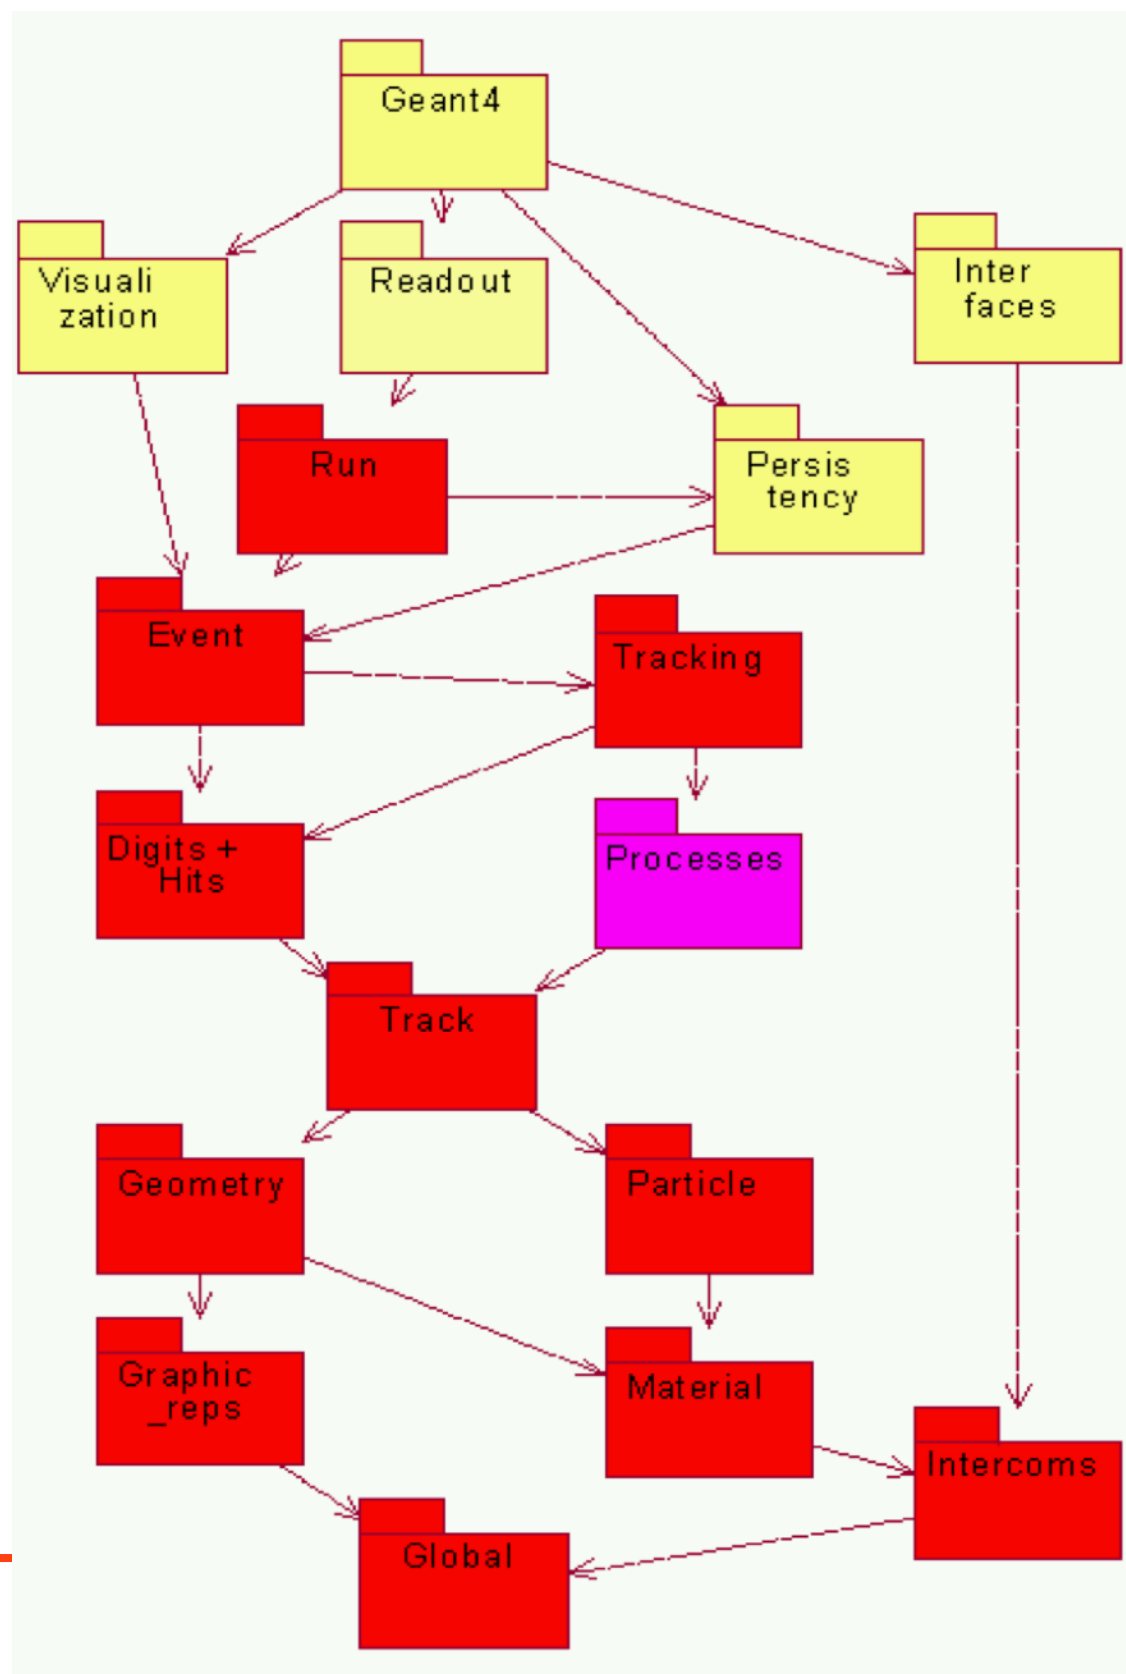 Geant4
Visuali
zation
Readout
Inter
faces
Run
Persis
tency
Event
Tracking
Digits +
Hits
Processes
Track
Geometry
Particle
Graphic
_reps
Material
Intercoms
Global